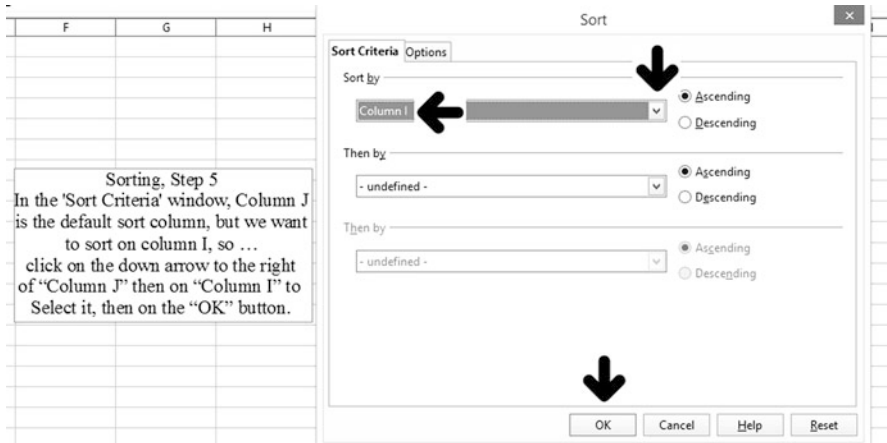 F G H
Sort
Sort Criteria Options
Sort by
Column I
Ascending
Descending
Then by
- undefined -
Ascending
Descending
Then by
- undefined -
Ascending
Descending
Sorting, Step 5
In the 'Sort Criteria' window, Column J
is the default sort column, but we want
to sort on column I, so …
click on the down arrow to the right
of “Column J” then on “Column I” to
Select it, then on the “OK” button.
OK Cancel Help Reset